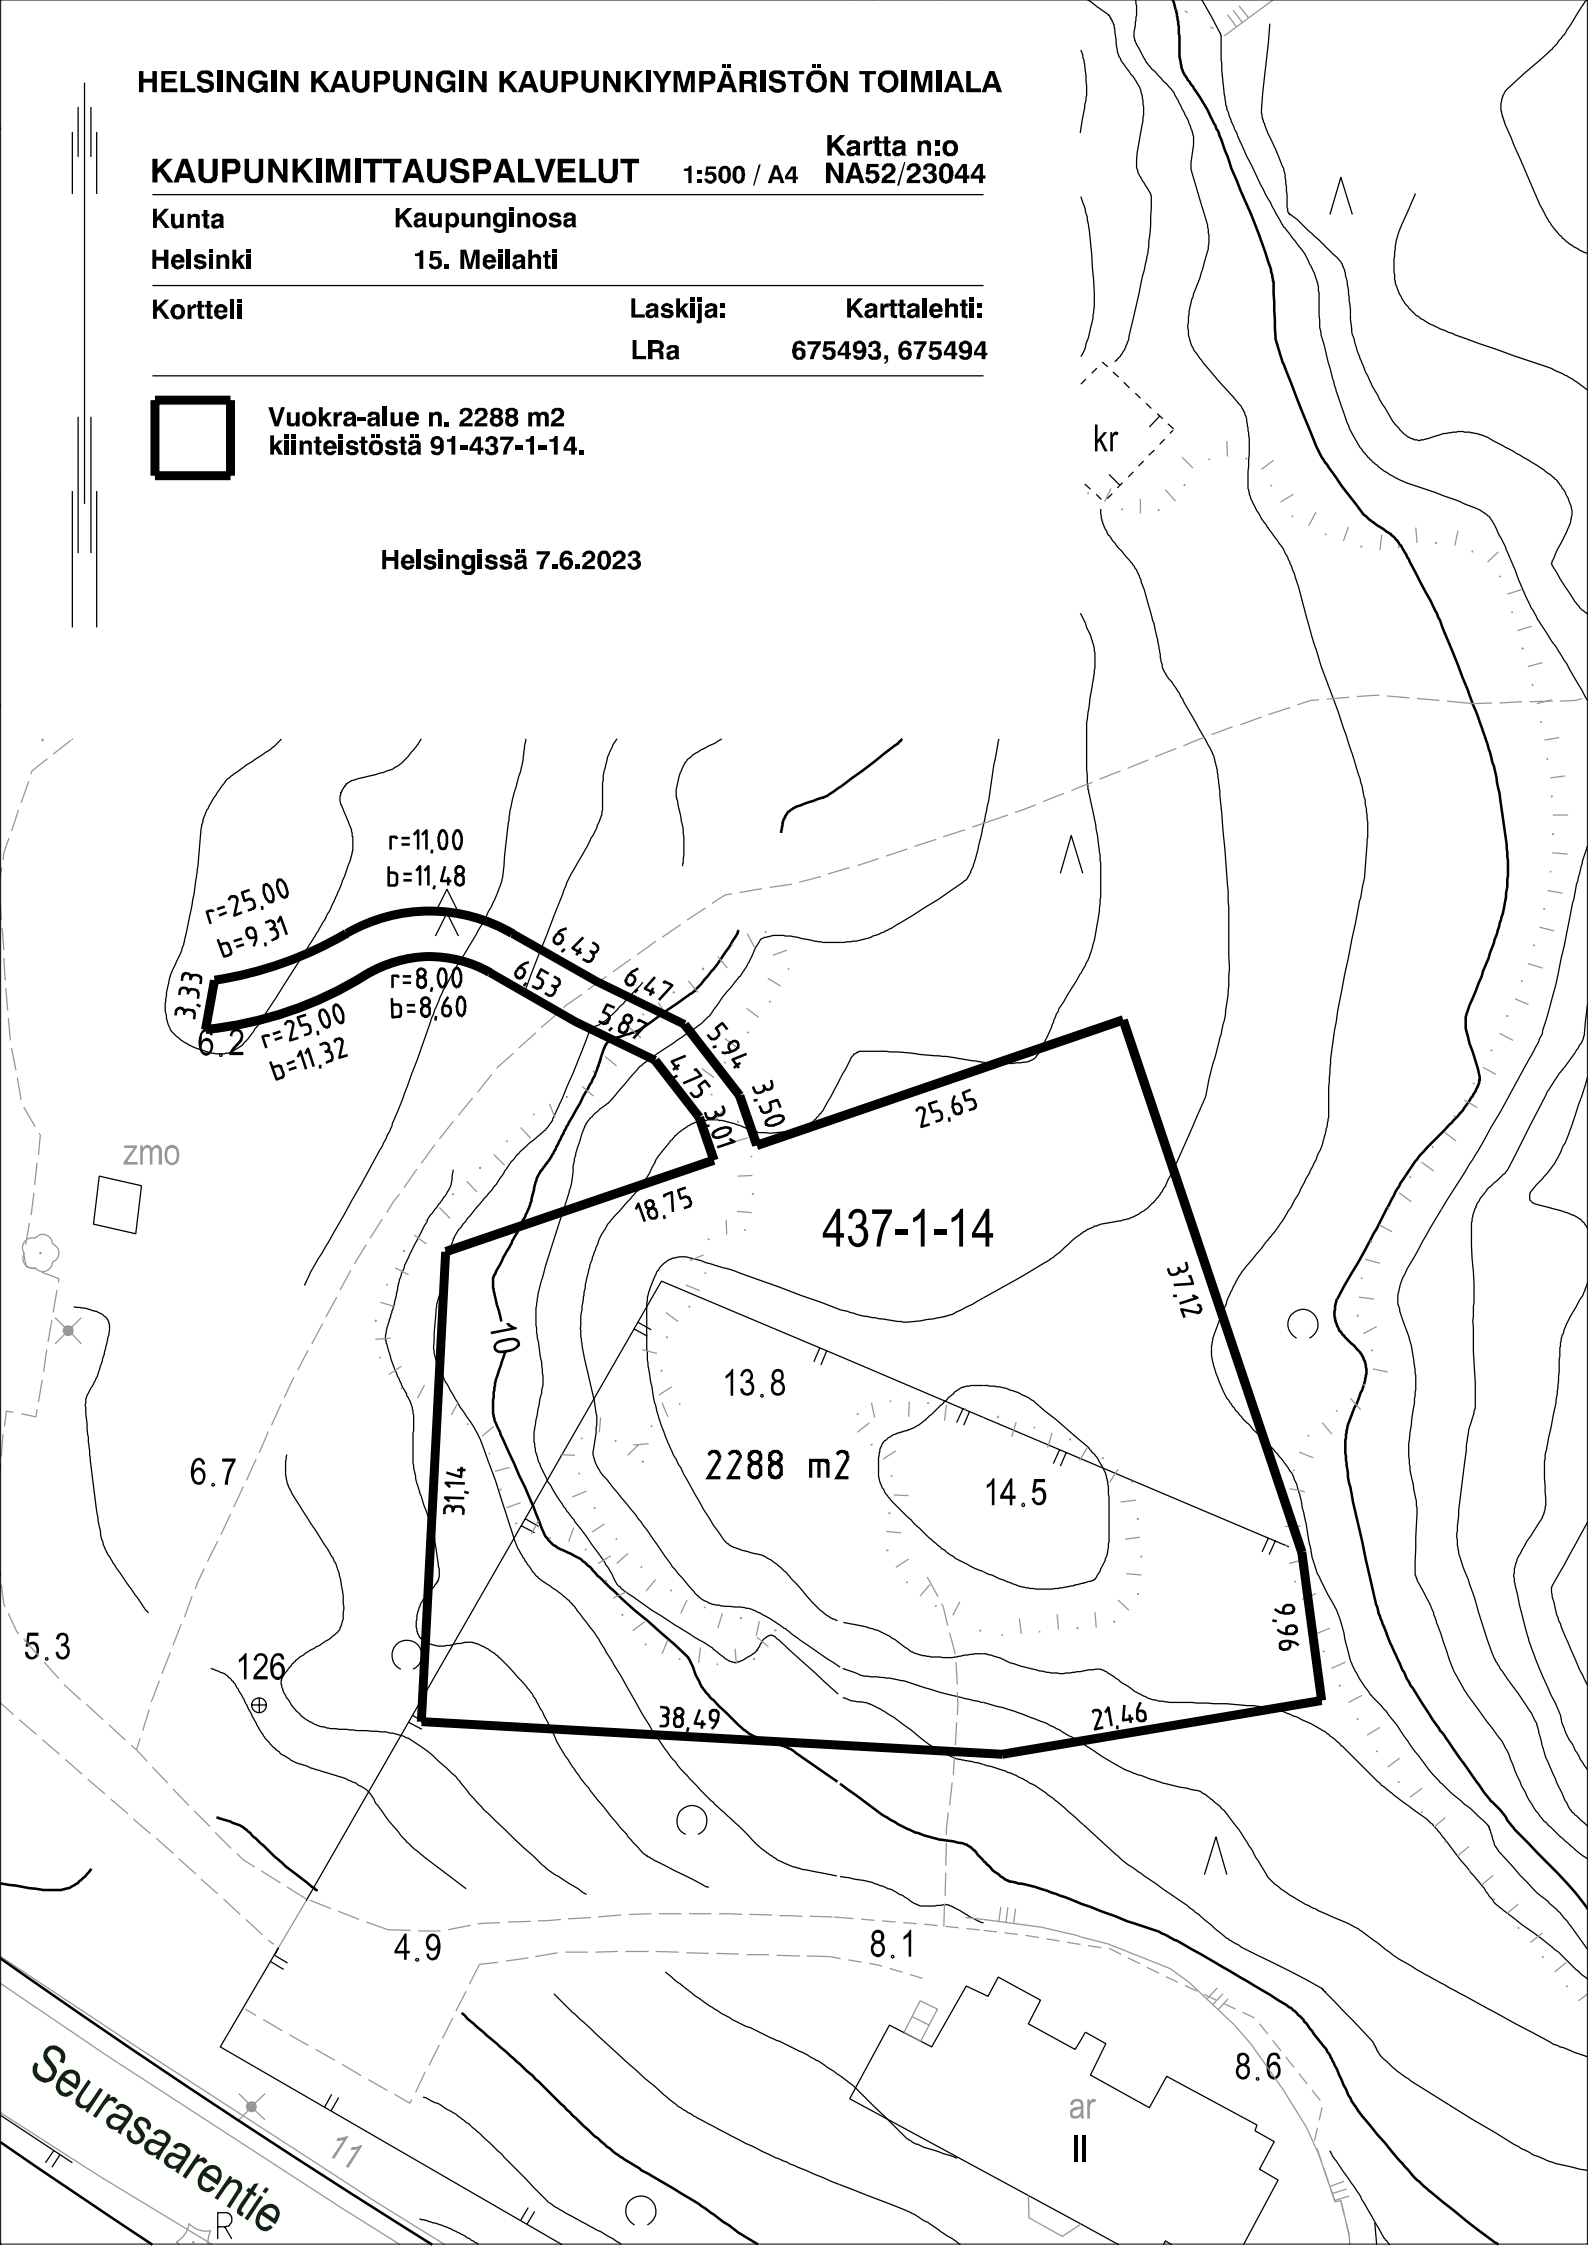 HELSINGIN KAUPUNGIN KAUPUNKIYMPÄRISTÖN TOIMIALA
KAUPUNKIMITTAUSPALVELUT 1:500 / A4 Kartta n:o
NA52/23044
Kunta Kaupunginosa
Helsinki 15. Meilahti
Kortteli Laskija: Karttalehti:
LRa 675493, 675494
Vuokra-alue n. 2288 m2
kiinteistöstä 91-437-1-14.
kr
Helsingissä 7.6.2023
r=11,00
b=11,48
r=25,00
b=9,31
6,43
6,47
3,33
r=8,00
b=8,60
6,53
5,87
6.2
r=25,00
b=11,32
5,94
4,75
3,50
3,01
25,65
zmo
18,75
437-1-14
37,12
10
13.8
2288 m2
14.5
6.7
31,14
9,96
5.3
126
38,49
21,46
4.9
8.1
8.6
ar
II
Seurasaarentie
11
R